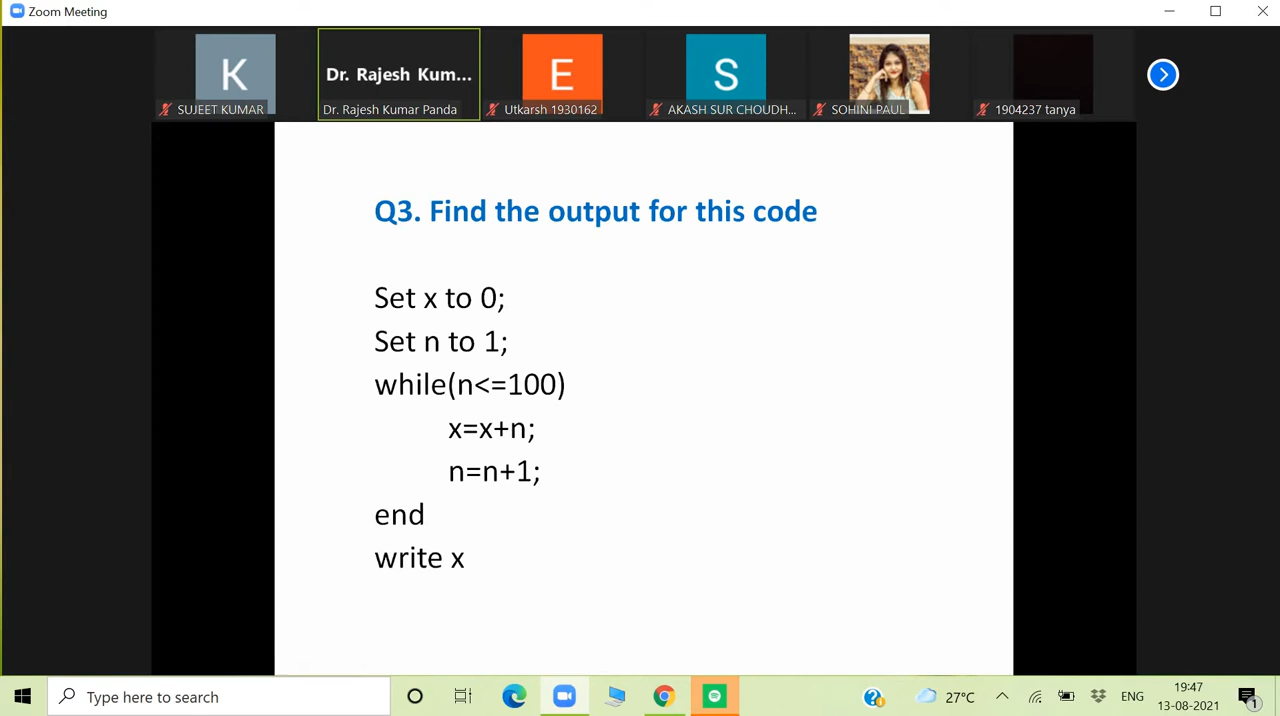 Zoom Meeting
K
Dr. Rajesh Kum...
E
S
SUJEET KUMAR
Dr. Rajesh Kumar Panda
Utkarsh 1930162
AKASH SUR CHOUDH...
SOHINI PAUL
1904237 tanya
Q3. Find the output for this code
Set x to 0;
Set n to 1;
while(n<=100)
x=x+n;
n=n+1;
end
write x
Type here to search
27°C
ENG
19:47
13-08-2021
1